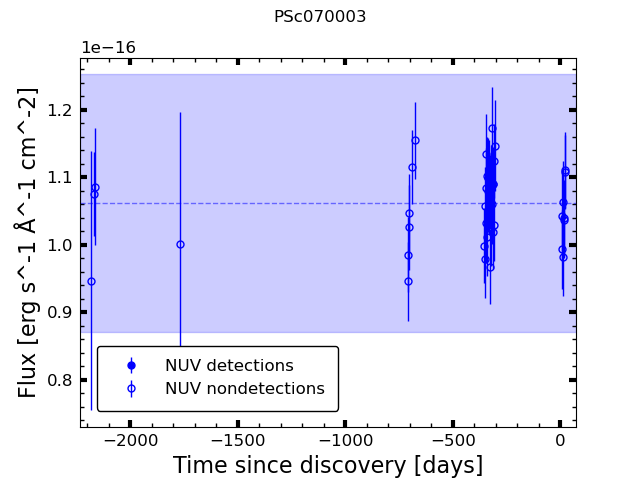 PSc070003
1e−16
1.2
1.1
1.0
0.9
0.8
Flux [erg s^-1 Å^-1 cm^-2]
NUV detections
NUV nondetections
−2000 −1500 −1000 −500 0
Time since discovery [days]